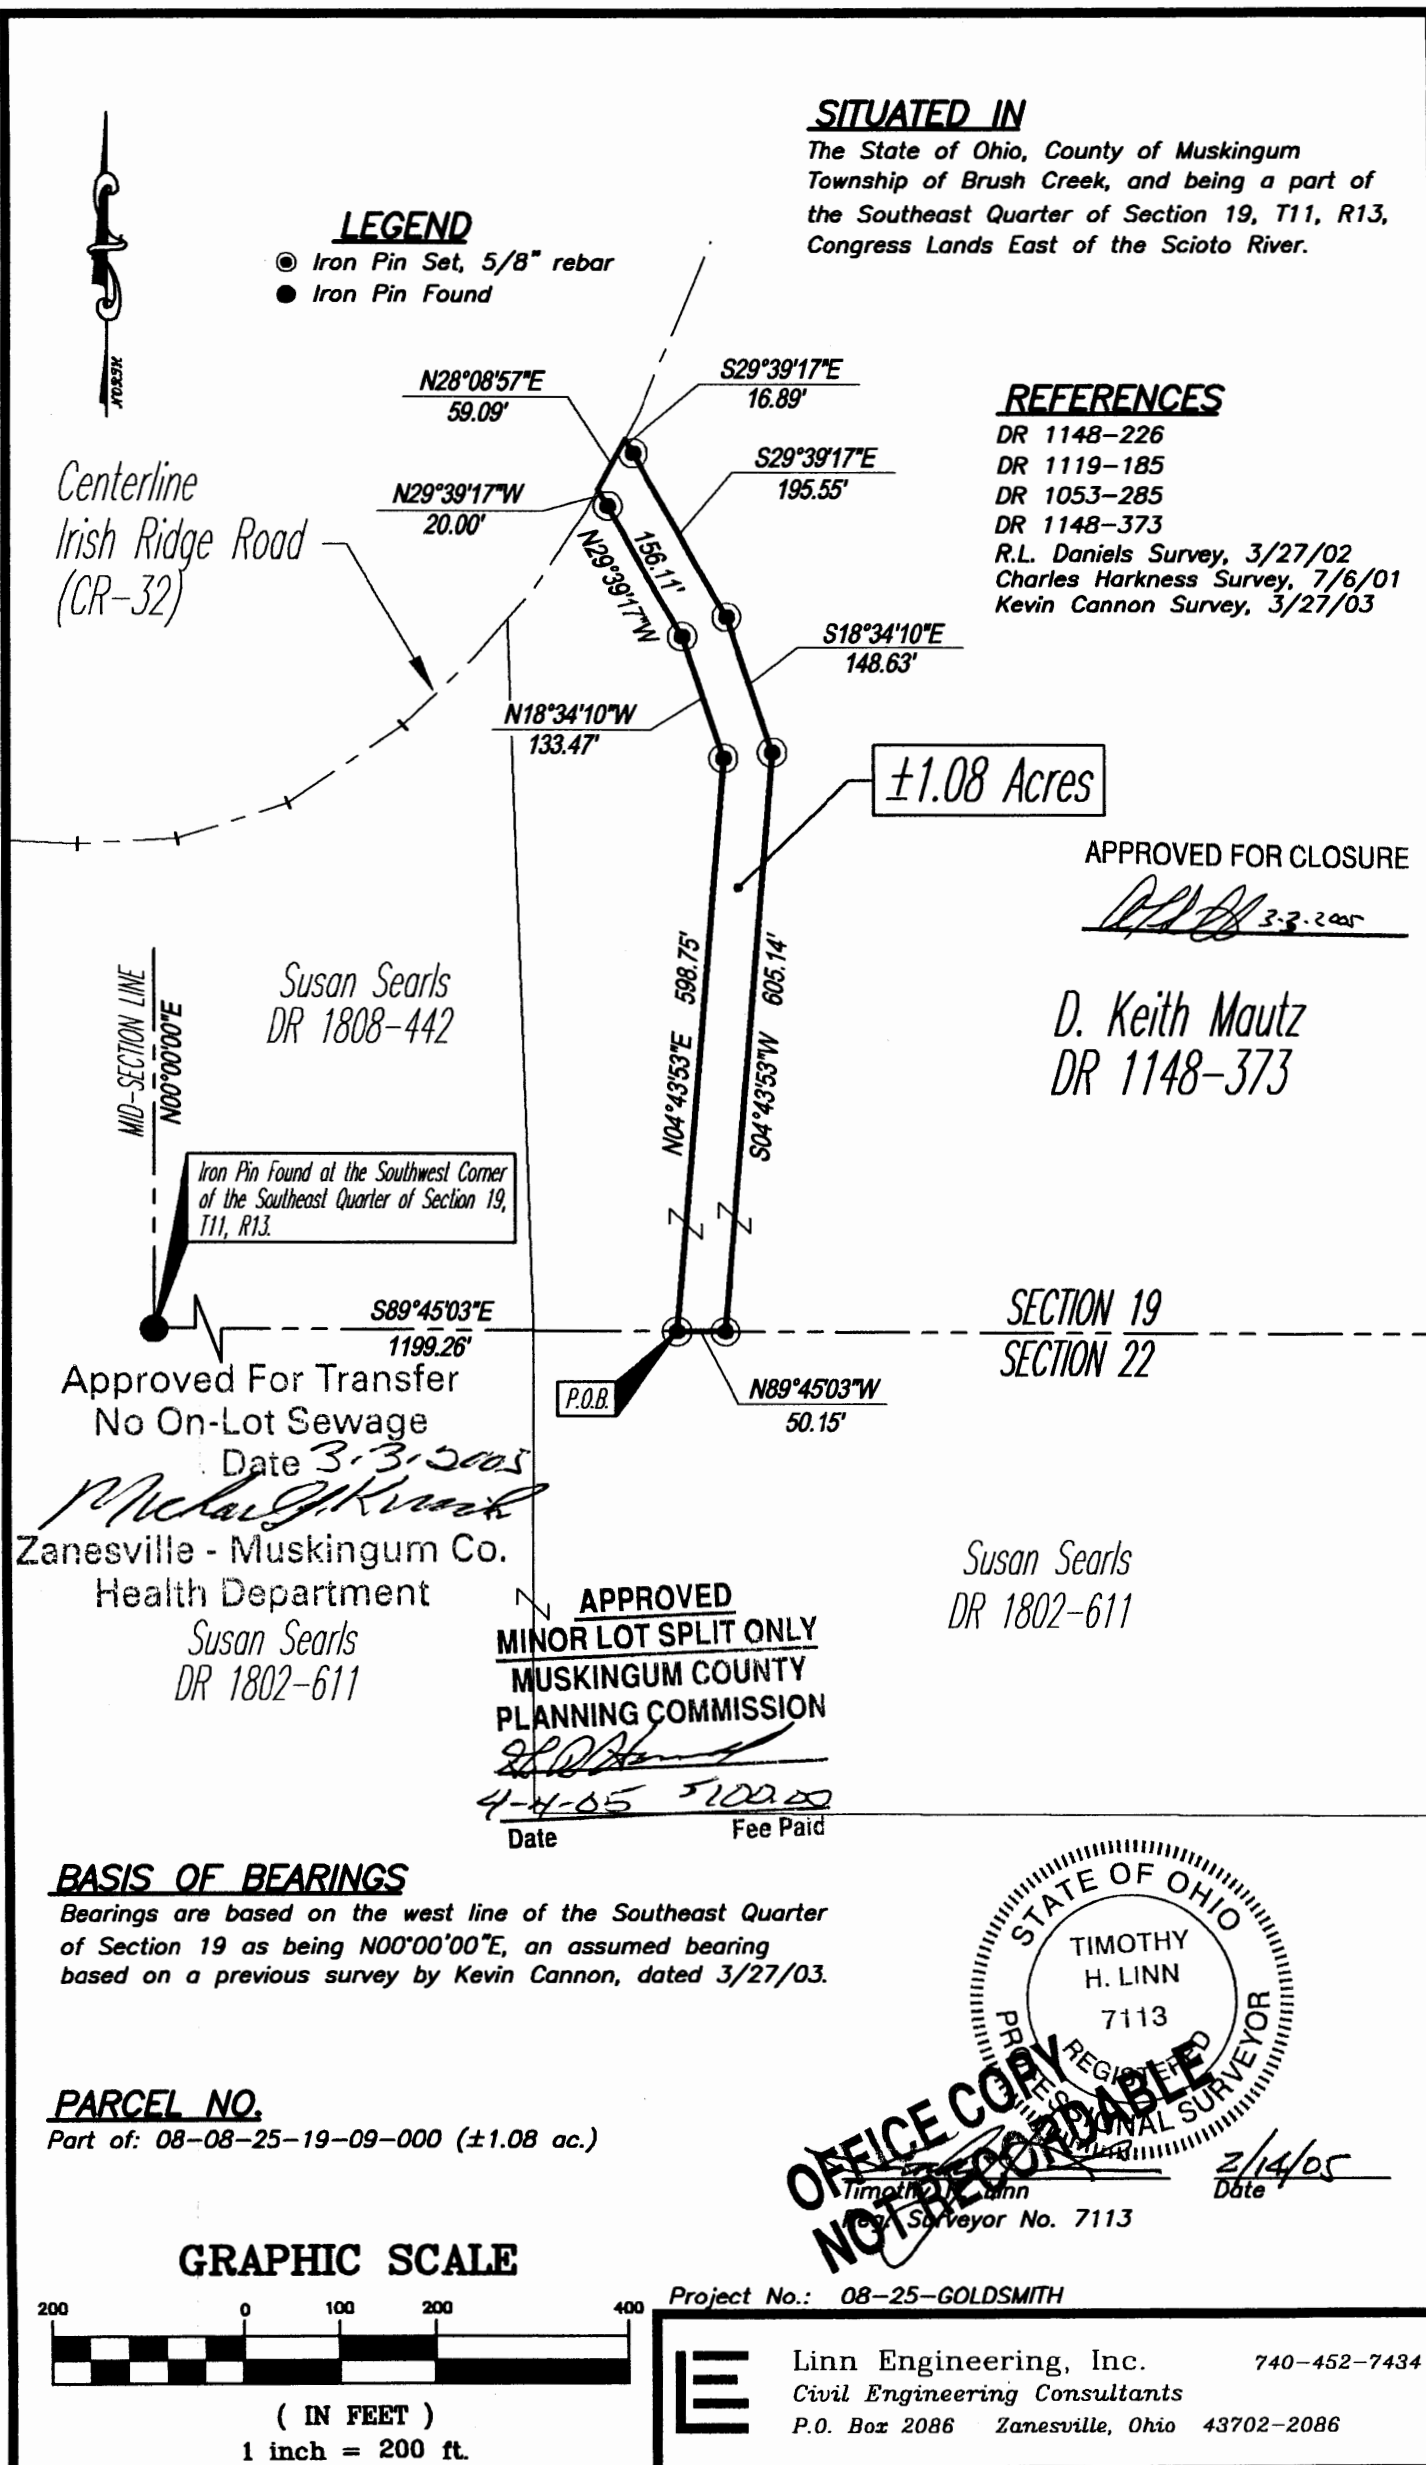 SITUATED IN
The State of Ohio, County of Muskingum
Township of Brush Creek, and being a part of
the Southeast Quarter of Section 19, T11, R13,
Congress Lands East of the Scioto River.
NORTH
LEGEND
Iron Pin Set, 5/8" rebar
Iron Pin Found
N28°08'57"E
59.09'
S29°39'17"E
16.89'
REFERENCES
DR 1148-226
DR 1119-185
DR 1053-285
DR 1148-373
R.L. Daniels Survey, 3/27/02
Charles Harkness Survey, 7/6/01
Kevin Cannon Survey, 3/27/03
S29°39'17"E
195.55'
Centerline
Irish Ridge Road
(CR-32)
N29°39'17"W
20.00'
156.11'
N29°39'17"W
S18°34'10"E
148.63'
N18°34'10"W
133.47'
±1.08 Acres
APPROVED FOR CLOSURE
3-3-2005
Susan Searls
DR 1808-442
MID-SECTION LINE
N00°00'00"E
N04°43'53"E 598.75'
S04°43'53"W 605.14'
D. Keith Mautz
DR 1148-373
Iron Pin Found at the Southwest Corner
of the Southeast Quarter of Section 19,
T11, R13.
S89°45'03"E
1199.26'
SECTION 19
SECTION 22
P.O.B.
N89°45'03"W
50.15'
Approved For Transfer
No On-Lot Sewage
Date 3.3.2005
Zanesville - Muskingum Co.
Health Department
Susan Searls
DR 1802-611
Susan Searls
DR 1802-611
APPROVED
MINOR LOT SPLIT ONLY
MUSKINGUM COUNTY
PLANNING COMMISSION
4-4-05 $100.00
Date Fee Paid
BASIS OF BEARINGS
Bearings are based on the west line of the Southeast Quarter
of Section 19 as being N00°00'00"E, an assumed bearing
based on a previous survey by Kevin Cannon, dated 3/27/03.
STATE OF OHIO
TIMOTHY
H. LINN
7113
REGISTERED
PROFESSIONAL SURVEYOR
OFFICE COPY
NOT RECORDABLE
PARCEL NO.
Part of: 08-08-25-19-09-000 (±1.08 ac.)
2/14/05
Timothy H. Linn Date
Reg. Surveyor No. 7113
GRAPHIC SCALE
200 0 100 200 400
( IN FEET )
1 inch = 200 ft.
Project No.: 08-25-GOLDSMITH
Linn Engineering, Inc. 740-452-7434
Civil Engineering Consultants
P.O. Box 2086 Zanesville, Ohio 43702-2086